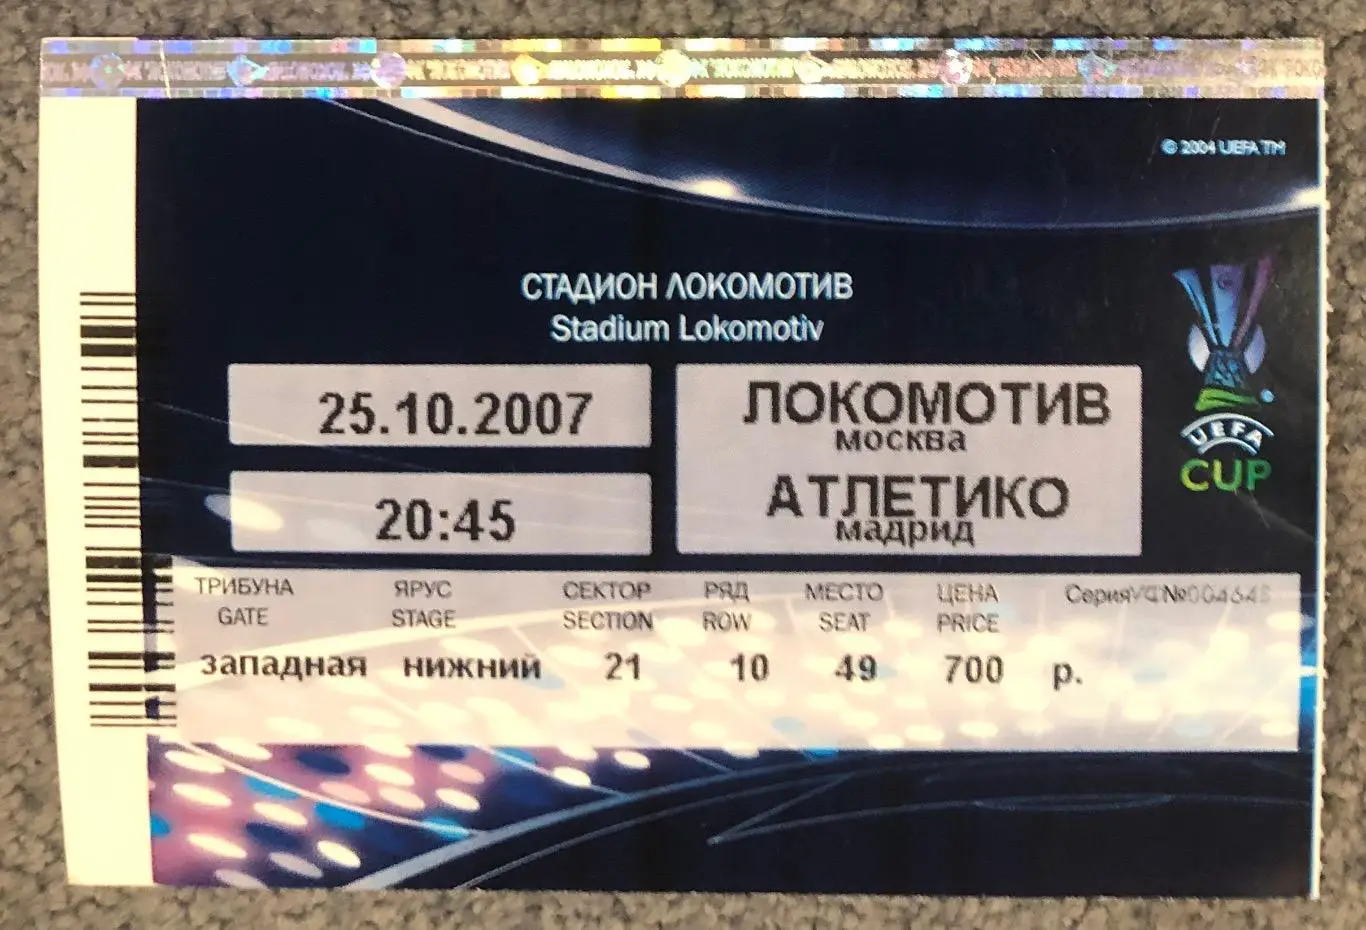 © 2004 UEFA TM
СТАДИОН ЛОКОМОТИВ
Stadium Lokomotiv
25.10.2007
20:45
ЛОКОМОТИВ
москва
АТЛЕТИКО
мадрид
UEFA
CUP
ТРИБУНА ЯРУС СЕКТОР РЯД МЕСТО ЦЕНА Серия
GATE STAGE SECTION ROW SEAT PRICE
западная нижний 21 10 49 700 р.